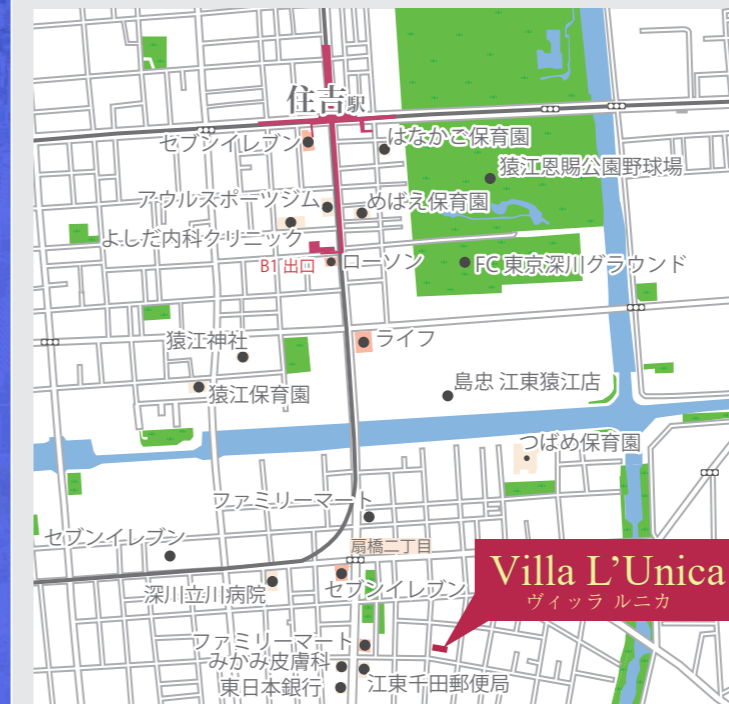 住吉駅
セブンイレブン
はなかご保育園
猿江恩賜公園野球場
アウルスポーツジム
めばえ保育園
よしだ内科クリニック
B1 出口
ローソン
FC 東京深川グラウンド
猿江神社
ライフ
猿江保育園
島忠 江東猿江店
つばめ保育園
ファミリーマート
セブンイレブン
扇橋二丁目
深川立川病院
セブンイレブン
Villa L'Unica
ヴィッラ ルニカ
ファミリーマート
みかみ皮膚科
東日本銀行
江東千田郵便局